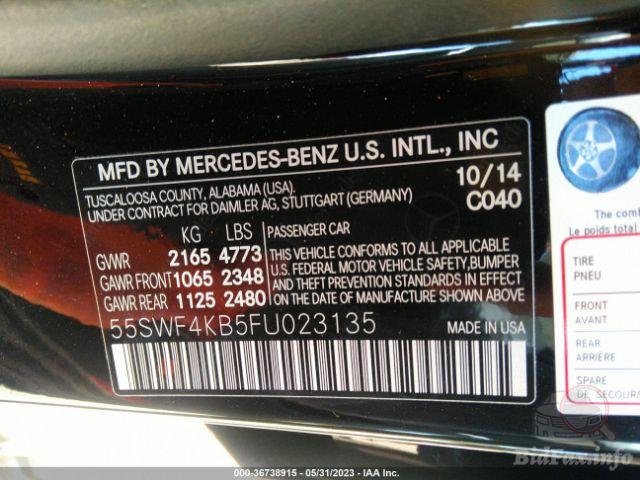 MFD BY MERCEDES-BENZ U.S. INTL., INC
TUSCALOOSA COUNTY, ALABAMA (USA). 10/14
UNDER CONTRACT FOR DAIMLER AG, STUTTGART (GERMANY) C040
KG LBS PASSENGER CAR
GVWR 2165 4773
GAWR FRONT 1065 2348
GAWR REAR 1125 2480
THIS VEHICLE CONFORMS TO ALL APPLICABLE
U.S. FEDERAL MOTOR VEHICLE SAFETY, BUMPER
AND THEFT PREVENTION STANDARDS IN EFFECT
ON THE DATE OF MANUFACTURE SHOWN ABOVE.
55SWF4KB5FU023135 MADE IN USA
The comb
Le poids total
TIRE
PNEU
FRONT
AVANT
REAR
ARRIÈRE
SPARE
DE SECOURS
BidFax.info
000-36738915 - 05/31/2023 - IAA Inc.